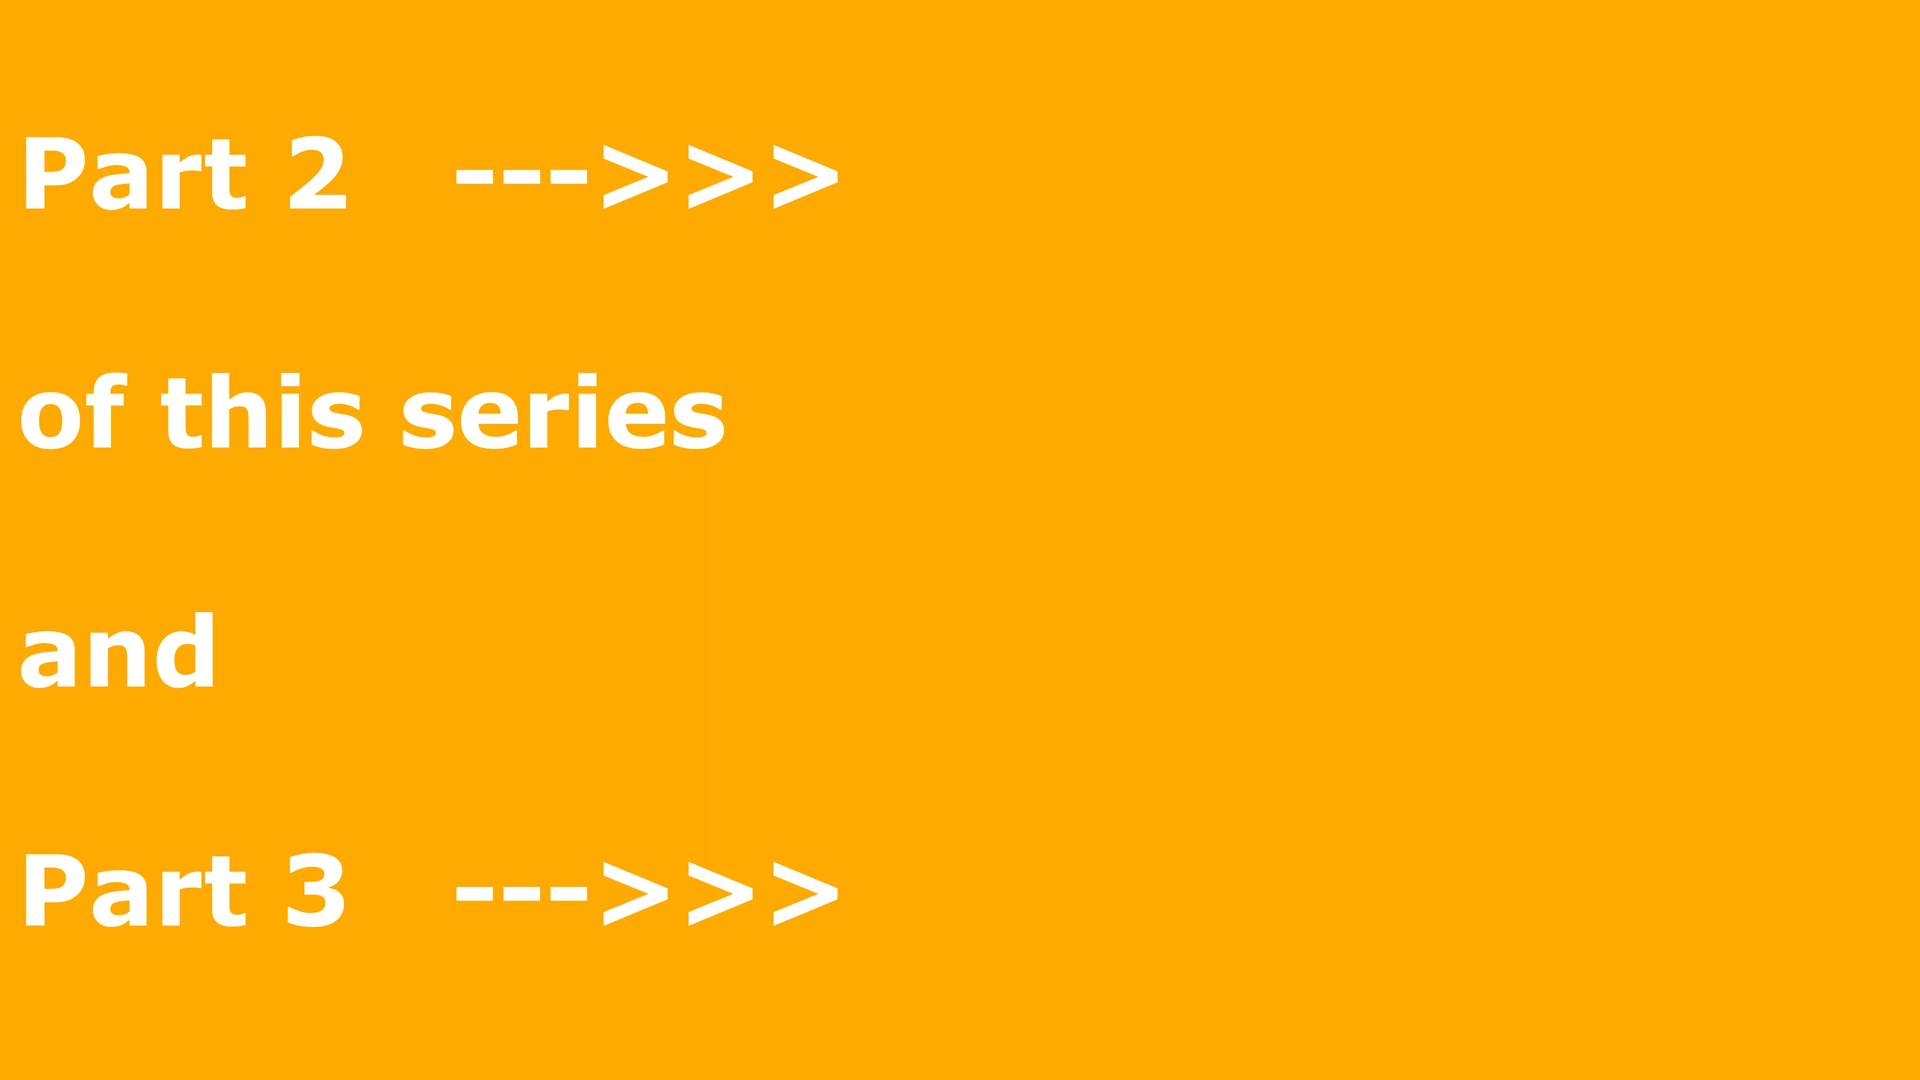 Part 2   --->>>
of this series
and
Part 3   --->>>